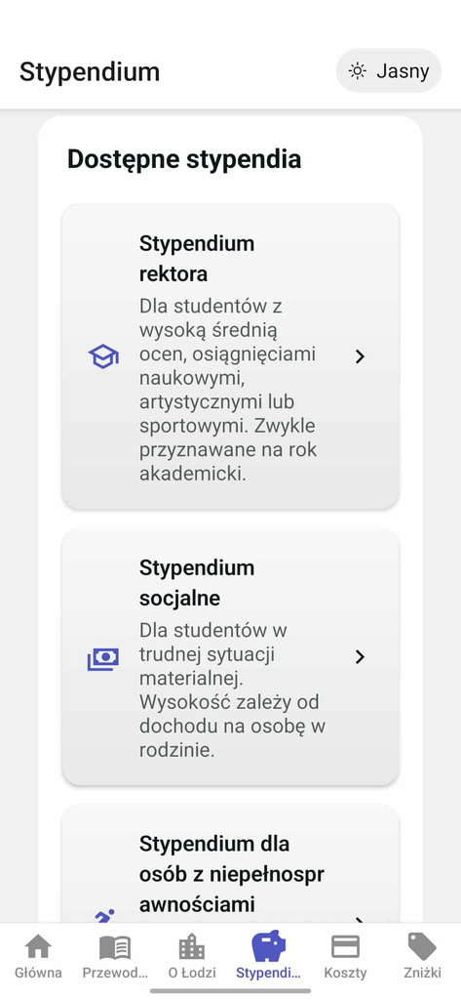 Stypendium
Jasny
Dostępne stypendia
Stypendium
rektora
Dla studentów z
wysoką średnią
ocen, osiągnięciami
naukowymi,
artystycznymi lub
sportowymi. Zwykle
przyznawane na rok
akademicki.
Stypendium
socjalne
Dla studentów w
trudnej sytuacji
materialnej.
Wysokość zależy od
dochodu na osobę w
rodzinie.
Stypendium dla
osób z niepełnospr
awnościami
Główna
Przewod...
O Łodzi
Stypendi...
Koszty
Zniżki